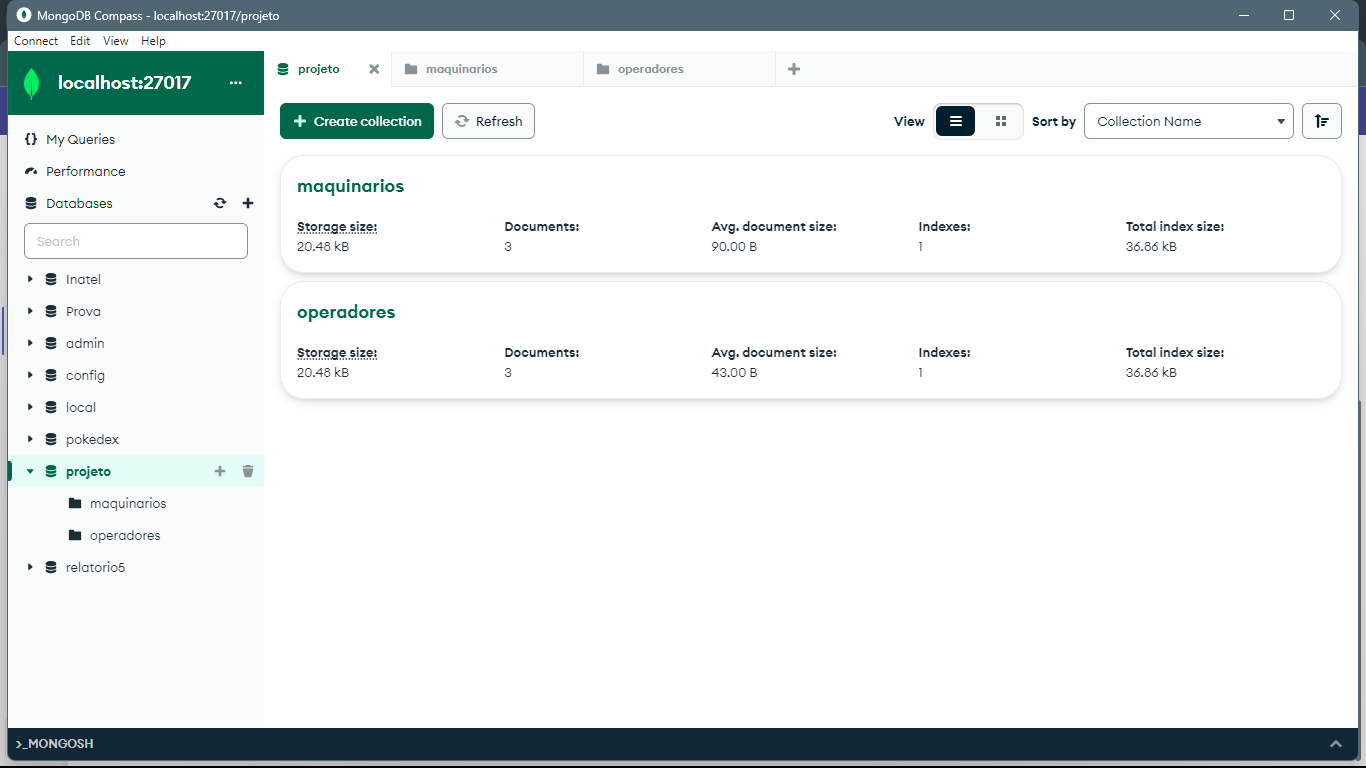 MongoDB Compass - localhost:27017/projeto
Connect Edit View Help
localhost:27017 ...
projeto maquinarios operadores
Create collection Refresh View Sort by Collection Name
{} My Queries
Performance
Databases
Search
Inatel
Prova
admin
config
local
pokedex
projeto
maquinarios
operadores
relatorio5
maquinarios
Storage size: Documents: Avg. document size: Indexes: Total index size:
20.48 kB 3 90.00 B 1 36.86 kB
operadores
Storage size: Documents: Avg. document size: Indexes: Total index size:
20.48 kB 3 43.00 B 1 36.86 kB
>_MONGOSH